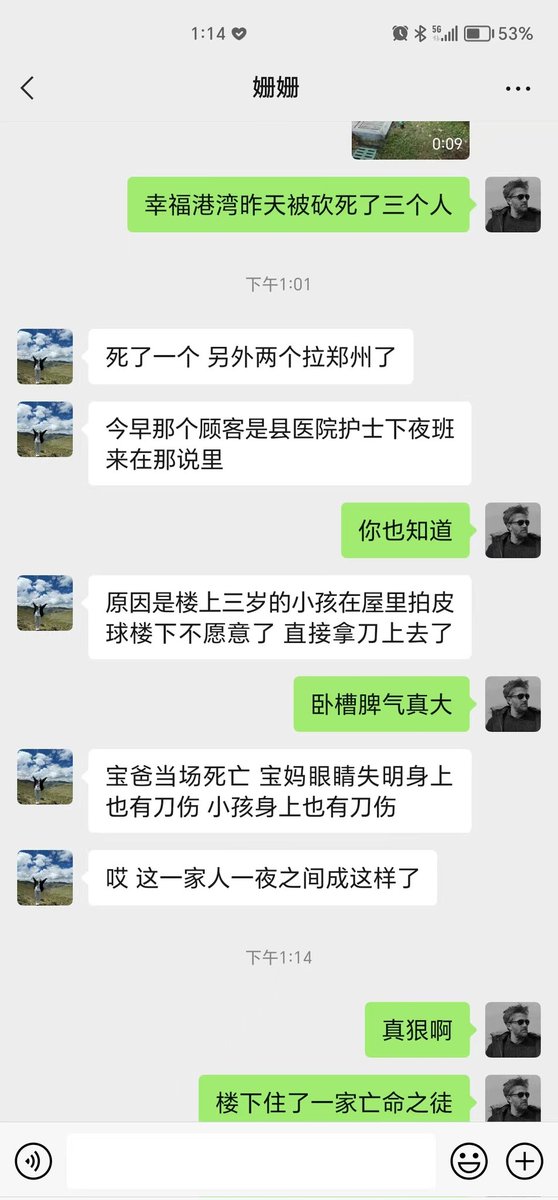 1:14
5G
53%
姗姗
0:09
幸福港湾昨天被砍死了三个人
下午1:01
死了一个 另外两个拉郑州了
今早那个顾客是县医院护士下夜班
来在那说里
你也知道
原因是楼上三岁的小孩在屋里拍皮
球楼下不愿意了 直接拿刀上去了
卧槽脾气真大
宝爸当场死亡 宝妈眼睛失明身上
也有刀伤 小孩身上也有刀伤
哎 这一家人一夜之间成这样了
下午1:14
真狠啊
楼下住了一家亡命之徒